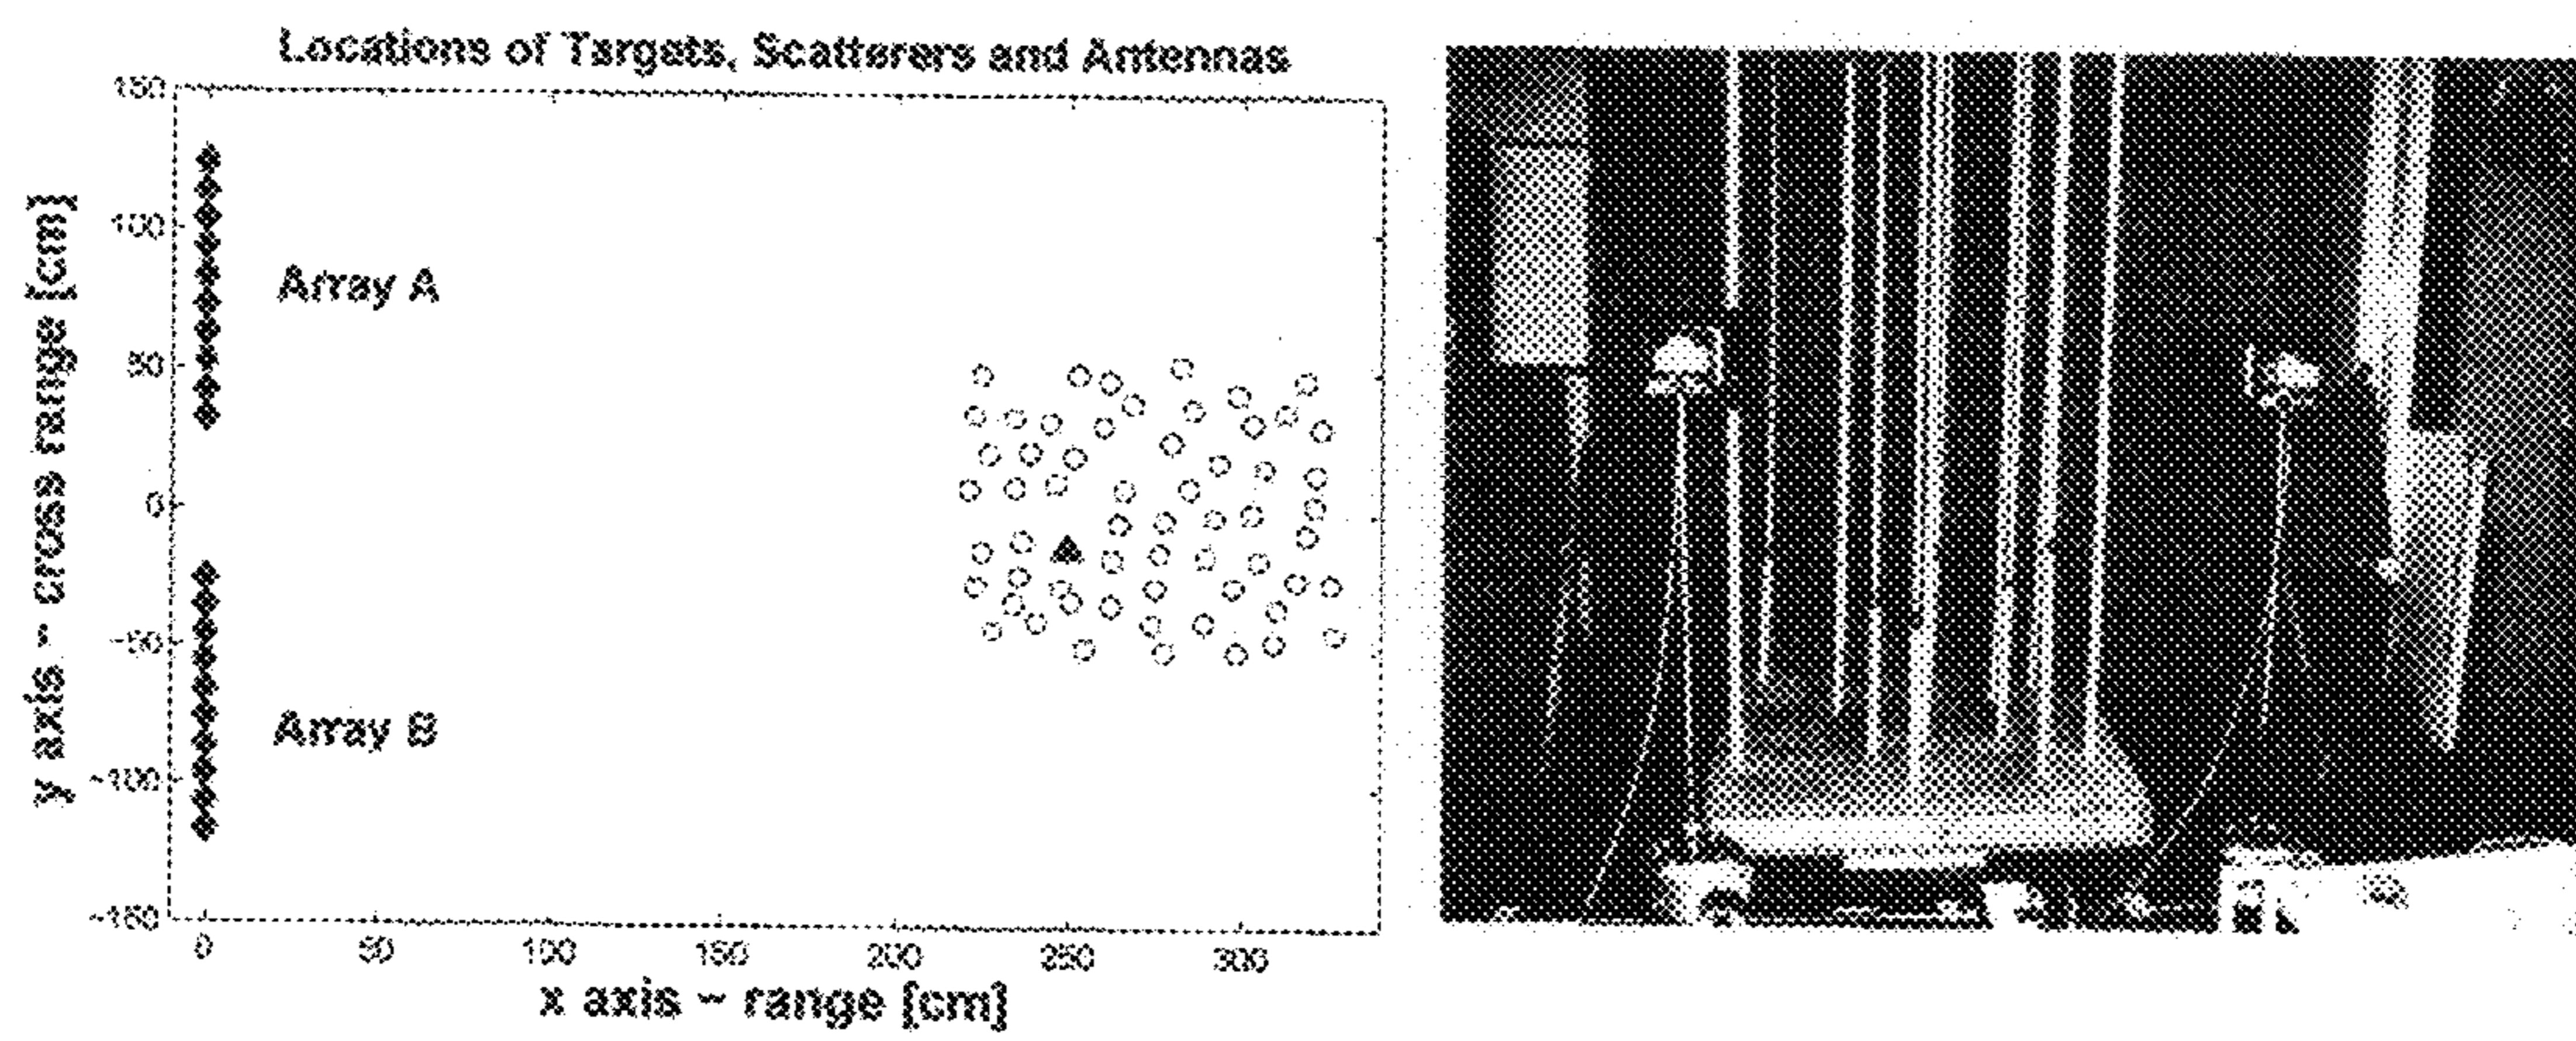 Locations of Targets, Scatterers and Antennas
150
100
50
0
-50
-100
-150
y axis - cross range [cm]
Array A
Array B
0
50
100
150
200
250
300
x axis - range [cm]